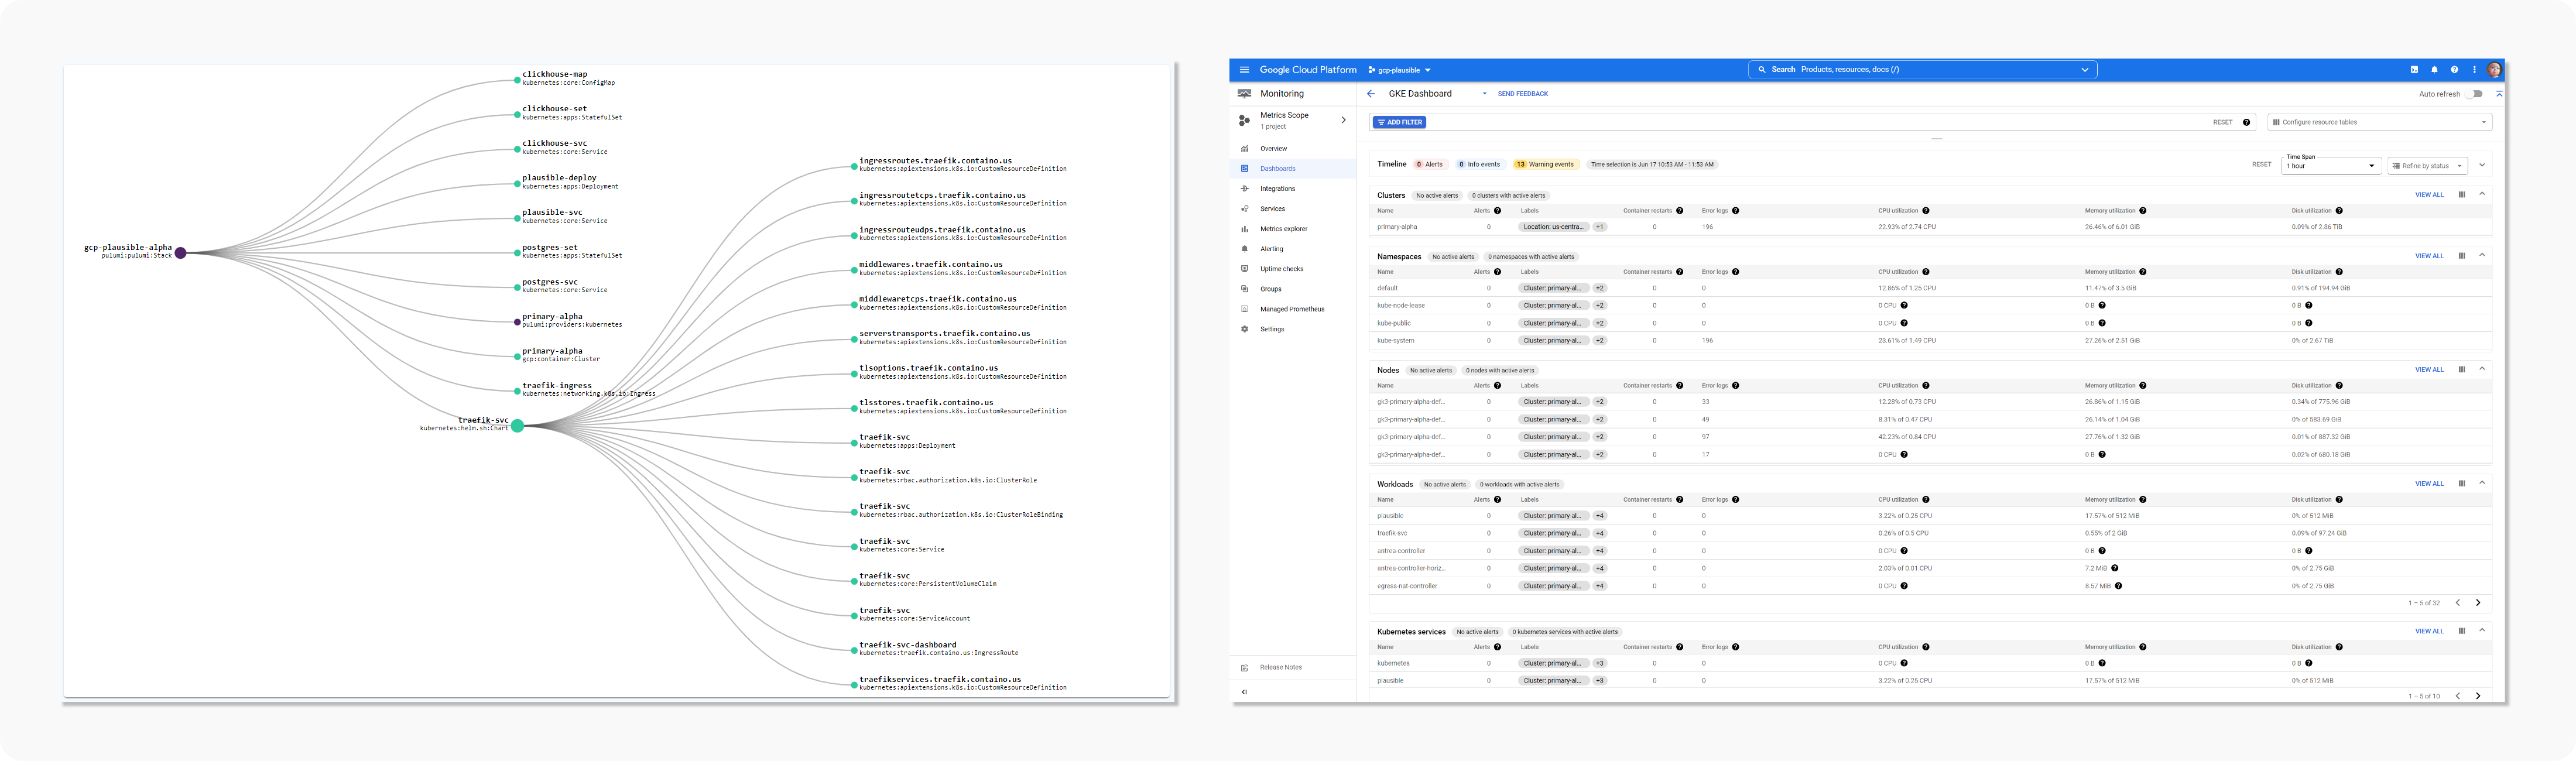 clickhouse-map
kubernetes:core:ConfigMap
clickhouse-set
kubernetes:apps:StatefulSet
clickhouse-svc
kubernetes:core:Service
plausible-deploy
kubernetes:apps:Deployment
plausible-svc
kubernetes:core:Service
gcp-plausible-alpha
pulumi:pulumi:Stack
postgres-set
kubernetes:apps:StatefulSet
postgres-svc
kubernetes:core:Service
primary-alpha
pulumi:providers:kubernetes
primary-alpha
gcp:container:Cluster
traefik-ingress
kubernetes:networking.k8s.io:Ingress
traefik-svc
kubernetes:helm.sh:Chart
ingressroutes.traefik.containo.us
kubernetes:apiextensions.k8s.io:CustomResourceDefinition
ingressroutetcps.traefik.containo.us
kubernetes:apiextensions.k8s.io:CustomResourceDefinition
ingressrouteudps.traefik.containo.us
kubernetes:apiextensions.k8s.io:CustomResourceDefinition
middlewares.traefik.containo.us
kubernetes:apiextensions.k8s.io:CustomResourceDefinition
middlewaretcps.traefik.containo.us
kubernetes:apiextensions.k8s.io:CustomResourceDefinition
serverstransports.traefik.containo.us
kubernetes:apiextensions.k8s.io:CustomResourceDefinition
tlsoptions.traefik.containo.us
kubernetes:apiextensions.k8s.io:CustomResourceDefinition
tlsstores.traefik.containo.us
kubernetes:apiextensions.k8s.io:CustomResourceDefinition
traefik-svc
kubernetes:apps:Deployment
traefik-svc
kubernetes:rbac.authorization.k8s.io:ClusterRole
traefik-svc
kubernetes:rbac.authorization.k8s.io:ClusterRoleBinding
traefik-svc
kubernetes:core:Service
traefik-svc
kubernetes:core:PersistentVolumeClaim
traefik-svc
kubernetes:core:ServiceAccount
traefik-svc-dashboard
kubernetes:traefik.containo.us:IngressRoute
traefikservices.traefik.containo.us
kubernetes:apiextensions.k8s.io:CustomResourceDefinition
Google Cloud Platform gcp-plausible Search Products, resources, docs (/)
Monitoring
Metrics Scope
1 project
Overview
Dashboards
Integrations
Services
Metrics explorer
Alerting
Uptime checks
Groups
Managed Prometheus
Settings
Release Notes
GKE Dashboard SEND FEEDBACK Auto refresh
ADD FILTER RESET Configure resource tables
Timeline 0 Alerts 0 Info events 13 Warning events Time selection is Jun 17 10:53 AM - 11:53 AM RESET Time Span 1 hour Refine by status
Clusters No active alerts 0 clusters with active alerts VIEW ALL
Name Alerts Labels Container restarts Error logs CPU utilization Memory utilization Disk utilization
primary-alpha 0 Location: us-centra... +1 0 196 22.93% of 2.74 CPU 26.46% of 6.01 GiB 0.09% of 2.86 TiB
Namespaces No active alerts 0 namespaces with active alerts VIEW ALL
Name Alerts Labels Container restarts Error logs CPU utilization Memory utilization Disk utilization
default 0 Cluster: primary-al... +2 0 0 12.86% of 1.25 CPU 11.47% of 3.5 GiB 0.91% of 194.94 GiB
kube-node-lease 0 Cluster: primary-al... +2 0 0 0 CPU 0 B 0 B
kube-public 0 Cluster: primary-al... +2 0 0 0 CPU 0 B 0 B
kube-system 0 Cluster: primary-al... +2 0 196 23.61% of 1.49 CPU 27.26% of 2.51 GiB 0% of 2.67 TiB
Nodes No active alerts 0 nodes with active alerts VIEW ALL
Name Alerts Labels Container restarts Error logs CPU utilization Memory utilization Disk utilization
gk3-primary-alpha-def... 0 Cluster: primary-al... +2 0 33 12.28% of 0.73 CPU 26.86% of 1.15 GiB 0.34% of 775.96 GiB
gk3-primary-alpha-def... 0 Cluster: primary-al... +2 0 49 8.31% of 0.47 CPU 26.14% of 1.04 GiB 0% of 583.69 GiB
gk3-primary-alpha-def... 0 Cluster: primary-al... +2 0 97 42.23% of 0.84 CPU 27.76% of 1.32 GiB 0.01% of 887.32 GiB
gk3-primary-alpha-def... 0 Cluster: primary-al... +2 0 17 0 CPU 0 B 0.02% of 680.18 GiB
Workloads No active alerts 0 workloads with active alerts VIEW ALL
Name Alerts Labels Container restarts Error logs CPU utilization Memory utilization Disk utilization
plausible 0 Cluster: primary-al... +4 0 0 3.22% of 0.25 CPU 17.57% of 512 MiB 0% of 512 MiB
traefik-svc 0 Cluster: primary-al... +4 0 0 0.26% of 0.5 CPU 0.55% of 2 GiB 0.09% of 97.24 GiB
antrea-controller 0 Cluster: primary-al... +4 0 0 0 CPU 0 B 0 B
antrea-controller-horiz... 0 Cluster: primary-al... +4 0 0 2.03% of 0.01 CPU 7.2 MiB 0% of 2.75 GiB
egress-nat-controller 0 Cluster: primary-al... +4 0 0 0 CPU 8.57 MiB 0% of 2.75 GiB
1 – 5 of 32
Kubernetes services No active alerts 0 kubernetes services with active alerts VIEW ALL
Name Alerts Labels Container restarts Error logs CPU utilization Memory utilization Disk utilization
kubernetes 0 Cluster: primary-al... +3 0 0 0 CPU 0 B 0 B
plausible 0 Cluster: primary-al... +3 0 0 3.22% of 0.25 CPU 17.57% of 512 MiB 0% of 512 MiB
1 – 5 of 10